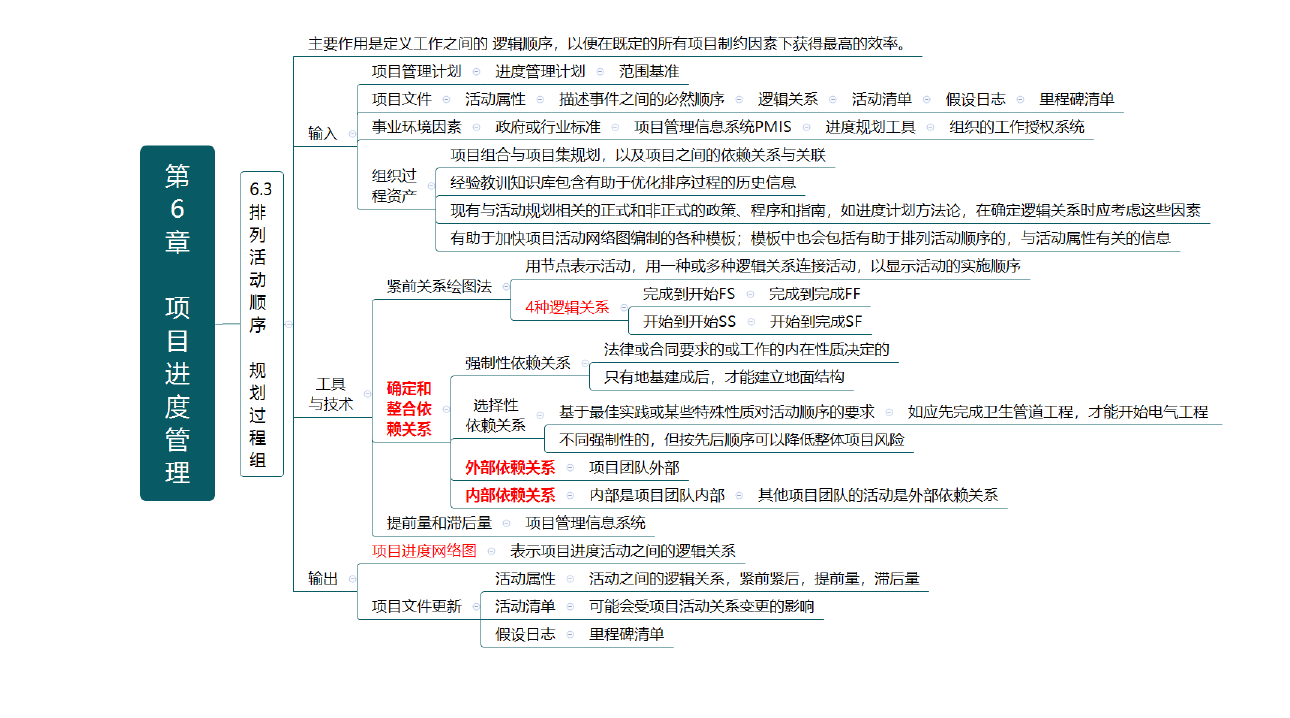 第6章 项目进度管理
6.3 排列活动顺序 规划过程组
主要作用是定义工作之间的 逻辑顺序，以便在既定的所有项目制约因素下获得最高的效率。
输入
项目管理计划 进度管理计划 范围基准
项目文件 活动属性 描述事件之间的必然顺序 逻辑关系 活动清单 假设日志 里程碑清单
事业环境因素 政府或行业标准 项目管理信息系统PMIS 进度规划工具 组织的工作授权系统
组织过
程资产
项目组合与项目集规划，以及项目之间的依赖关系与关联
经验教训知识库包含有助于优化排序过程的历史信息
现有与活动规划相关的正式和非正式的政策、程序和指南，如进度计划方法论，在确定逻辑关系时应考虑这些因素
有助于加快项目活动网络图编制的各种模板；模板中也会包括有助于排列活动顺序的，与活动属性有关的信息
工具
与技术
紧前关系绘图法
用节点表示活动，用一种或多种逻辑关系连接活动，以显示活动的实施顺序
4种逻辑关系
完成到开始FS 完成到完成FF
开始到开始SS 开始到完成SF
确定和
整合依
赖关系
强制性依赖关系
法律或合同要求的或工作的内在性质决定的
只有地基建成后，才能建立地面结构
选择性
依赖关系
基于最佳实践或某些特殊性质对活动顺序的要求 如应先完成卫生管道工程，才能开始电气工程
不同强制性的，但按先后顺序可以降低整体项目风险
外部依赖关系 项目团队外部
内部依赖关系 内部是项目团队内部 其他项目团队的活动是外部依赖关系
提前量和滞后量 项目管理信息系统
输出
项目进度网络图 表示项目进度活动之间的逻辑关系
项目文件更新
活动属性 活动之间的逻辑关系，紧前紧后，提前量，滞后量
活动清单 可能会受项目活动关系变更的影响
假设日志 里程碑清单